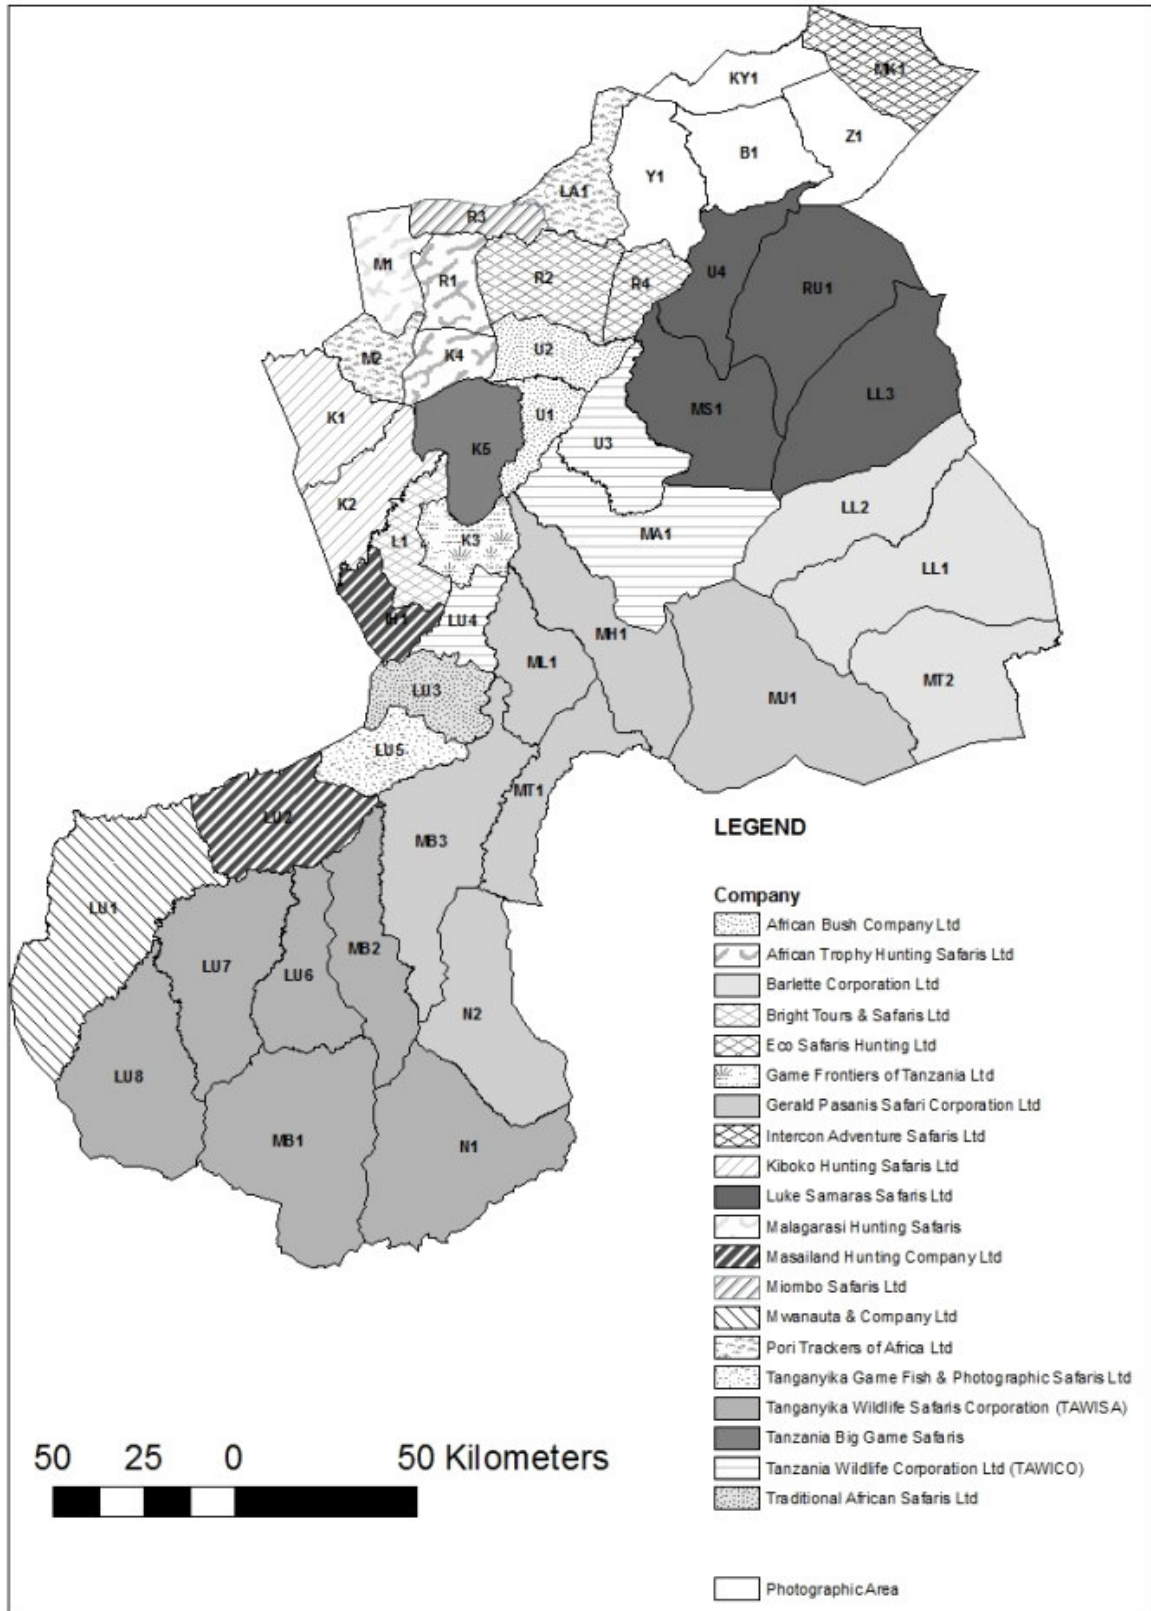 MK1
KY1
Z1
B1
Y1
LA1
R3
M1
R1
R2
R4
U4
RU1
M2
K4
U2
LL3
K1
U1
MS1
K5
U3
K2
LL2
L1
K3
MA1
LL1
IH1
LU4
MH1
ML1
MT2
LU3
MJ1
LU5
MT1
LU2
MB3
LU1
MB2
LU7
LU6
N2
LU8
MB1
N1
LEGEND
Company
African Bush Company Ltd
African Trophy Hunting Safaris Ltd
Barlette Corporation Ltd
Bright Tours & Safaris Ltd
Eco Safaris Hunting Ltd
Game Frontiers of Tanzania Ltd
Gerald Pasanis Safari Corporation Ltd
Intercon Adventure Safaris Ltd
Kiboko Hunting Safaris Ltd
Luke Samaras Safaris Ltd
Malagarasi Hunting Safaris
Masailand Hunting Company Ltd
Miombo Safaris Ltd
Mwanauta & Company Ltd
Pori Trackers of Africa Ltd
Tanganyika Game Fish & Photographic Safaris Ltd
Tanganyika Wildlife Safaris Corporation (TAWISA)
Tanzania Big Game Safaris
Tanzania Wildlife Corporation Ltd (TAWICO)
Traditional African Safaris Ltd
Photographic Area
50 25 0 50 Kilometers